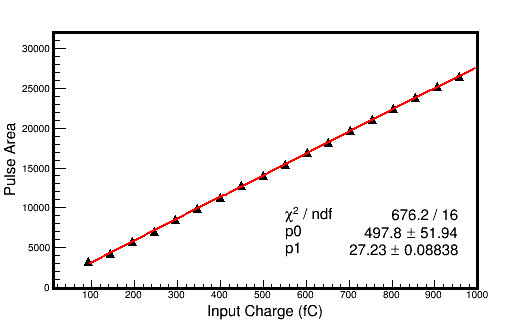 30000
25000
20000
15000
10000
5000
0
Pulse Area
χ² / ndf 676.2 / 16
p0 497.8 ± 51.94
p1 27.23 ± 0.08838
100 200 300 400 500 600 700 800 900 1000
Input Charge (fC)